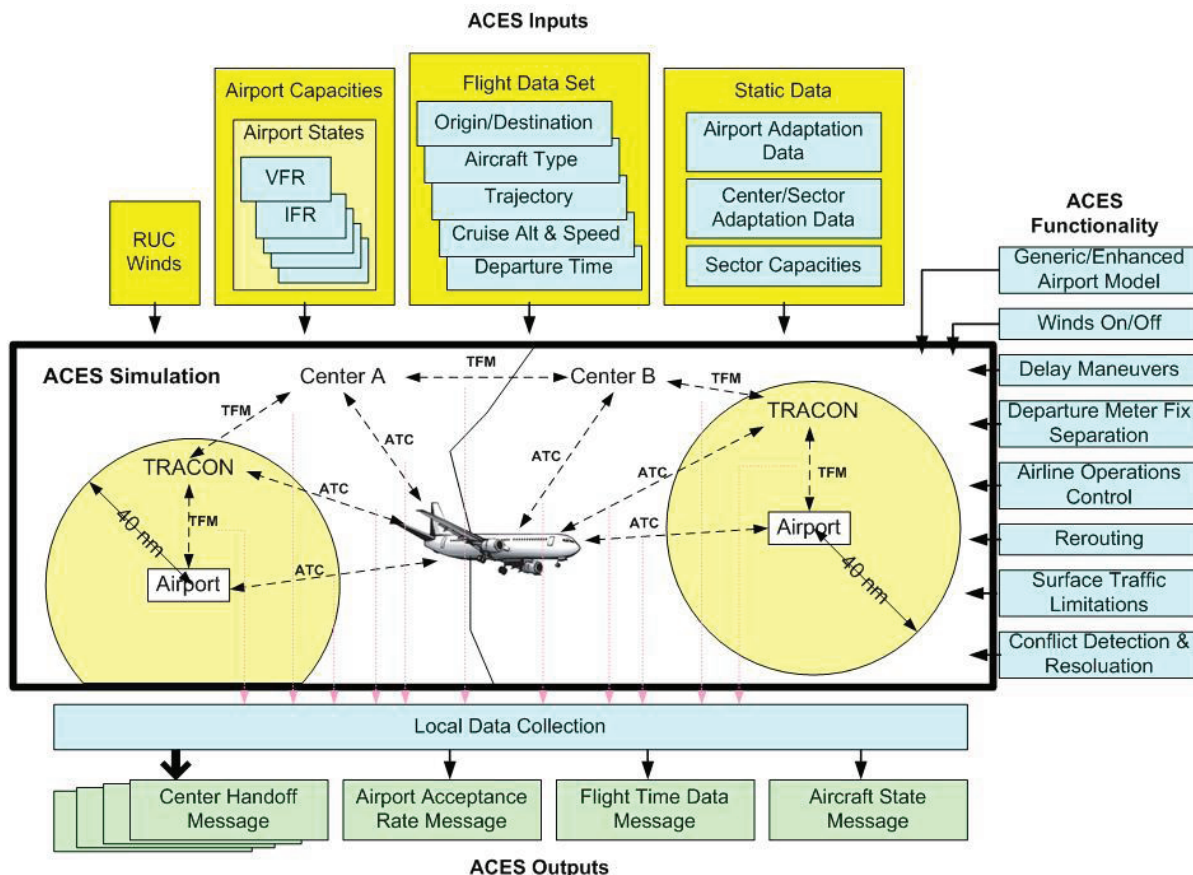 ACES Inputs
RUC
Winds
Airport Capacities
Airport States
VFR
IFR
Flight Data Set
Origin/Destination
Aircraft Type
Trajectory
Cruise Alt & Speed
Departure Time
Static Data
Airport Adaptation
Data
Center/Sector
Adaptation Data
Sector Capacities
ACES
Functionality
Generic/Enhanced
Airport Model
Winds On/Off
Delay Maneuvers
Departure Meter Fix
Separation
Airline Operations
Control
Rerouting
Surface Traffic
Limitations
Conflict Detection &
Resoluation
ACES Simulation
Center A
TFM
Center B
TFM
TFM
TRACON
TRACON
ATC
ATC
ATC
ATC
TFM
TFM
40 nm
Airport
ATC
ATC
Airport
40 nm
Local Data Collection
Center Handoff
Message
Airport Acceptance
Rate Message
Flight Time Data
Message
Aircraft State
Message
ACES Outputs